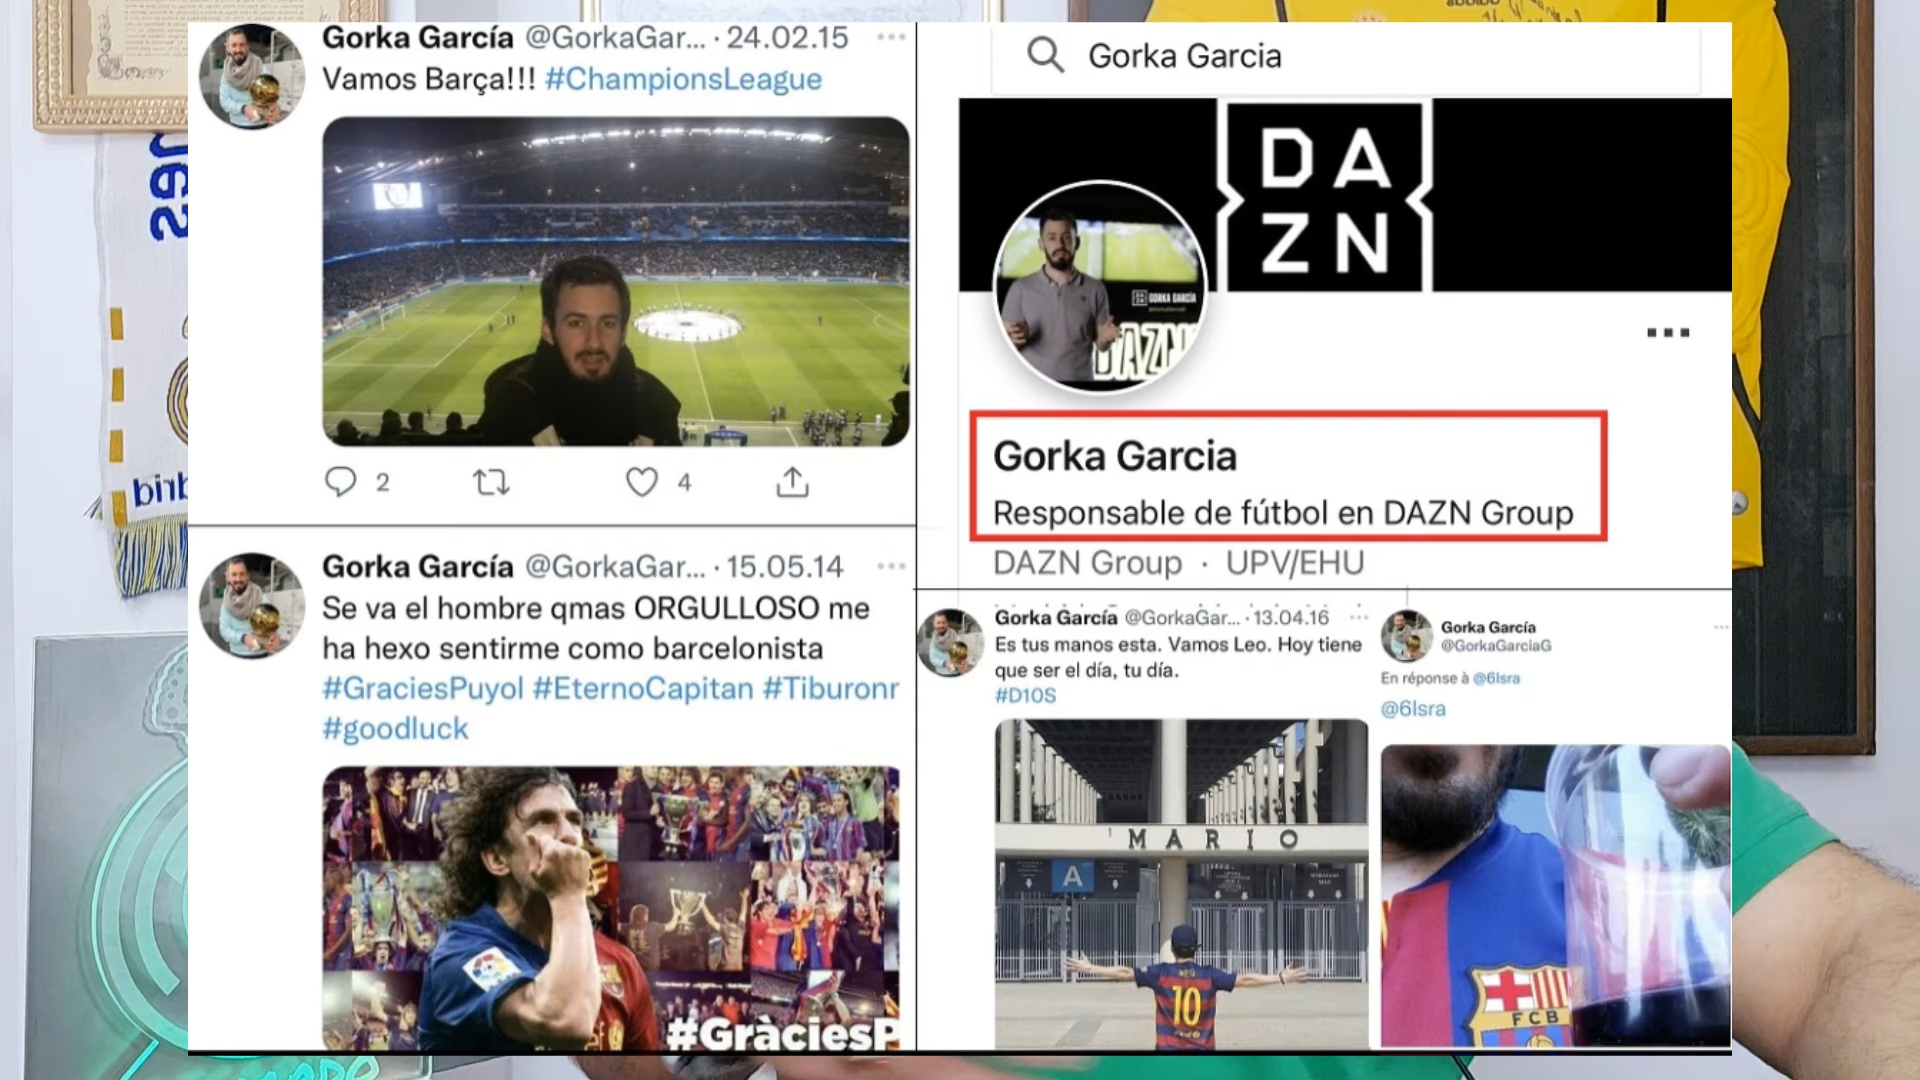 Gorka García @GorkaGar... · 24.02.15
Vamos Barça!!! #ChampionsLeague
2
4
Gorka García @GorkaGar... · 15.05.14
Se va el hombre qmas ORGULLOSO me
ha hexo sentirme como barcelonista
#GraciesPuyol #EternoCapitan #Tiburonr
#goodluck
#GràciesP
Gorka Garcia
DA
ZN
GORKA GARCÍA
DAZN
Gorka Garcia
Responsable de fútbol en DAZN Group
DAZN Group · UPV/EHU
Gorka García @GorkaGar... · 13.04.16
Es tus manos esta. Vamos Leo. Hoy tiene
que ser el día, tu día.
#D10S
MARIO
A
10
Gorka García
@GorkaGarciaG
En réponse à @6Isra
@6Isra
FCB